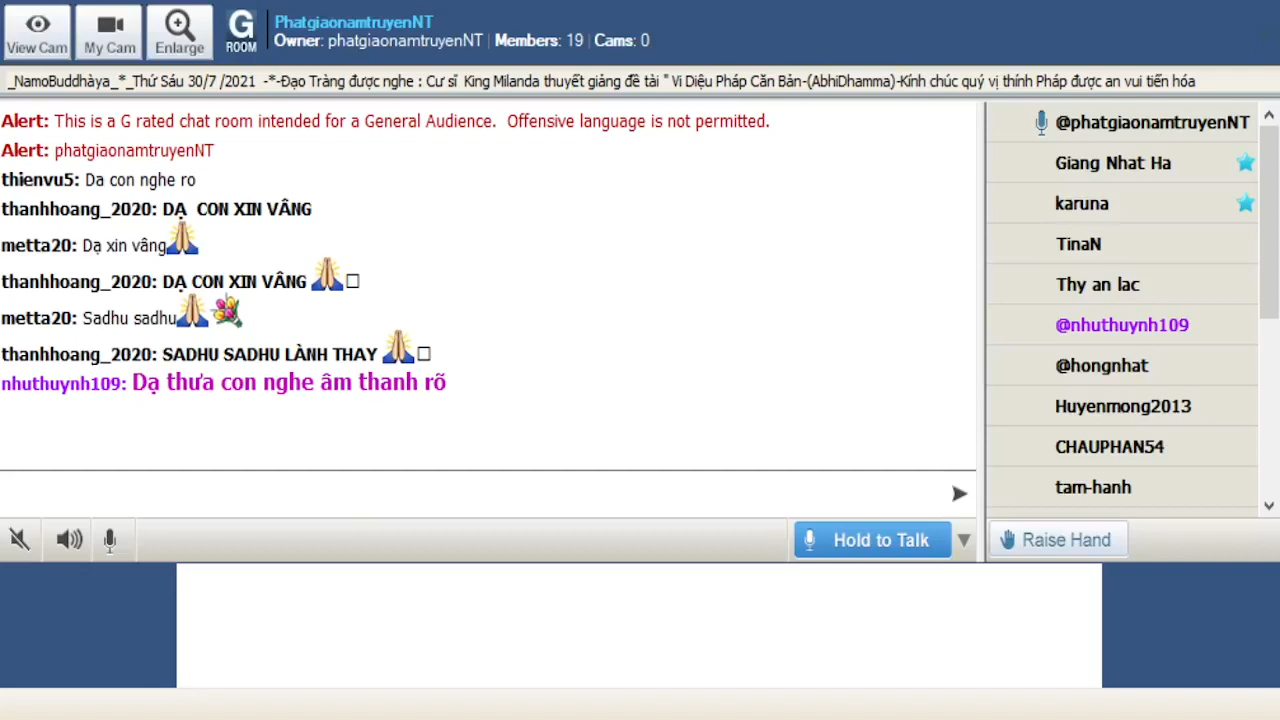 View Cam
My Cam
Enlarge
G
ROOM
PhatgiaonamtruyenNT
Owner: phatgiaonamtruyenNT | Members: 19 | Cams: 0
_NamoBuddhàya_*_Thứ Sáu 30/7 /2021 -*-Đạo Tràng được nghe : Cư sĩ King Milanda thuyết giảng đề tài " Vi Diệu Pháp Căn Bản-(AbhiDhamma)-Kính chúc quý vị thính Pháp được an vui tiến hóa
Alert: This is a G rated chat room intended for a General Audience. Offensive language is not permitted.
Alert: phatgiaonamtruyenNT
thienvu5: Da con nghe ro
thanhhoang_2020: DẠ CON XIN VÂNG
metta20: Dạ xin vâng
thanhhoang_2020: DẠ CON XIN VÂNG
metta20: Sadhu sadhu
thanhhoang_2020: SADHU SADHU LÀNH THAY
nhuthuynh109: Dạ thưa con nghe âm thanh rõ
@phatgiaonamtruyenNT
Giang Nhat Ha
karuna
TinaN
Thy an lac
@nhuthuynh109
@hongnhat
Huyenmong2013
CHAUPHAN54
tam-hanh
Hold to Talk
Raise Hand